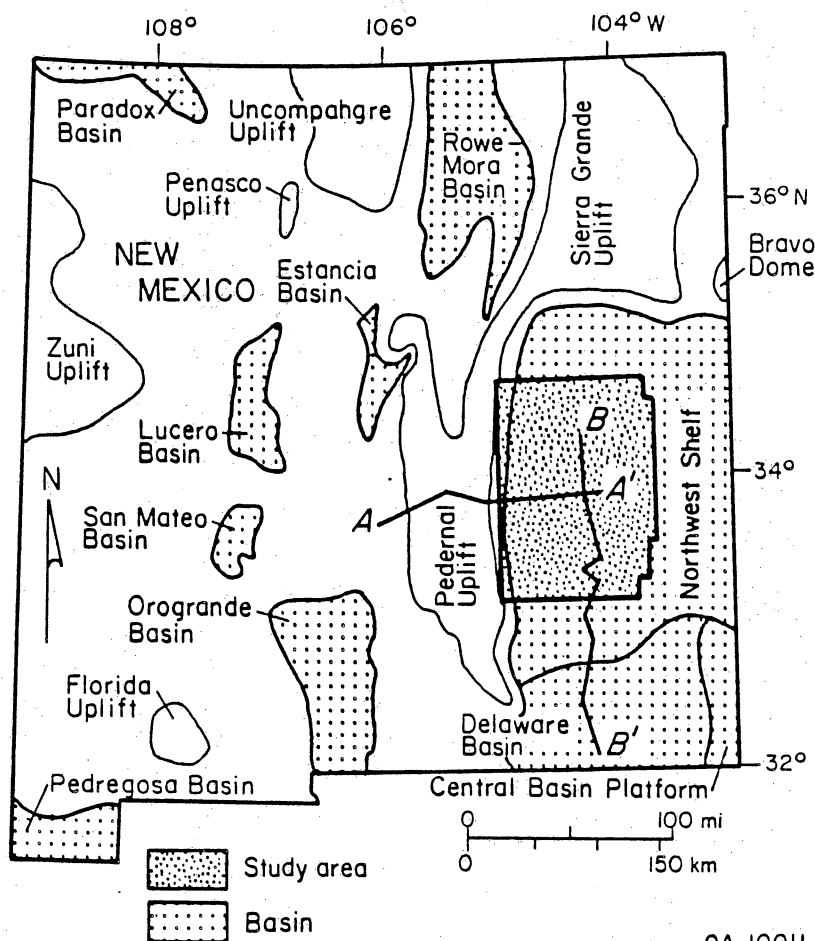 108° 106° 104° W
Paradox
Basin
Uncompahgre
Uplift
Rowe
Mora
Basin
Sierra Grande
Uplift
Penasco
Uplift
36° N
Bravo
Dome
NEW
MEXICO
Estancia
Basin
Zuni
Uplift
Lucero
Basin
B
Northwest Shelf
34°
N
A
A'
San Mateo
Basin
Pedernal
Uplift
Orogrande
Basin
Florida
Uplift
Delaware
Basin
B'
32°
Pedregosa Basin
Central Basin Platform
0 100 mi
0 150 km
Study area
Basin